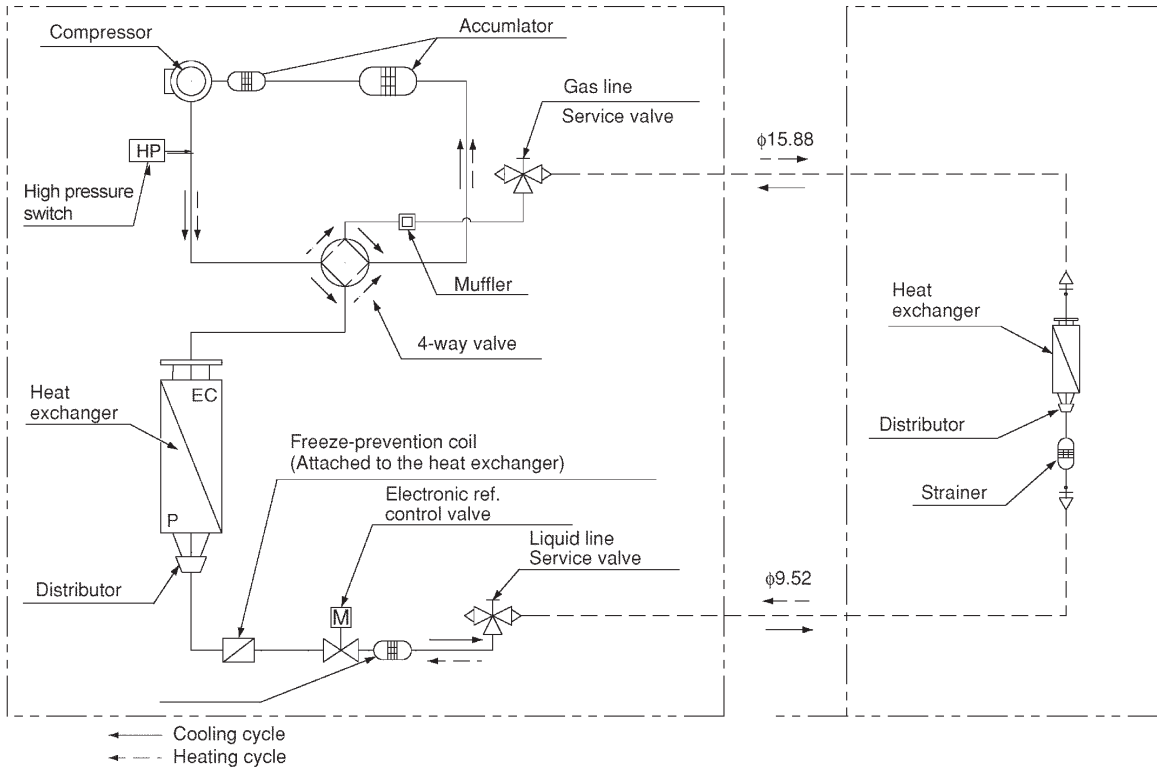 Compressor
Accumlator
Gas line
Service valve
ϕ15.88
HP
High pressure
switch
Muffler
4-way valve
Heat
exchanger
EC
Heat
exchanger
Distributor
Freeze-prevention coil
(Attached to the heat exchanger)
Electronic ref.
control valve
Strainer
P
Liquid line
Service valve
Distributor
ϕ9.52
M
Cooling cycle
Heating cycle